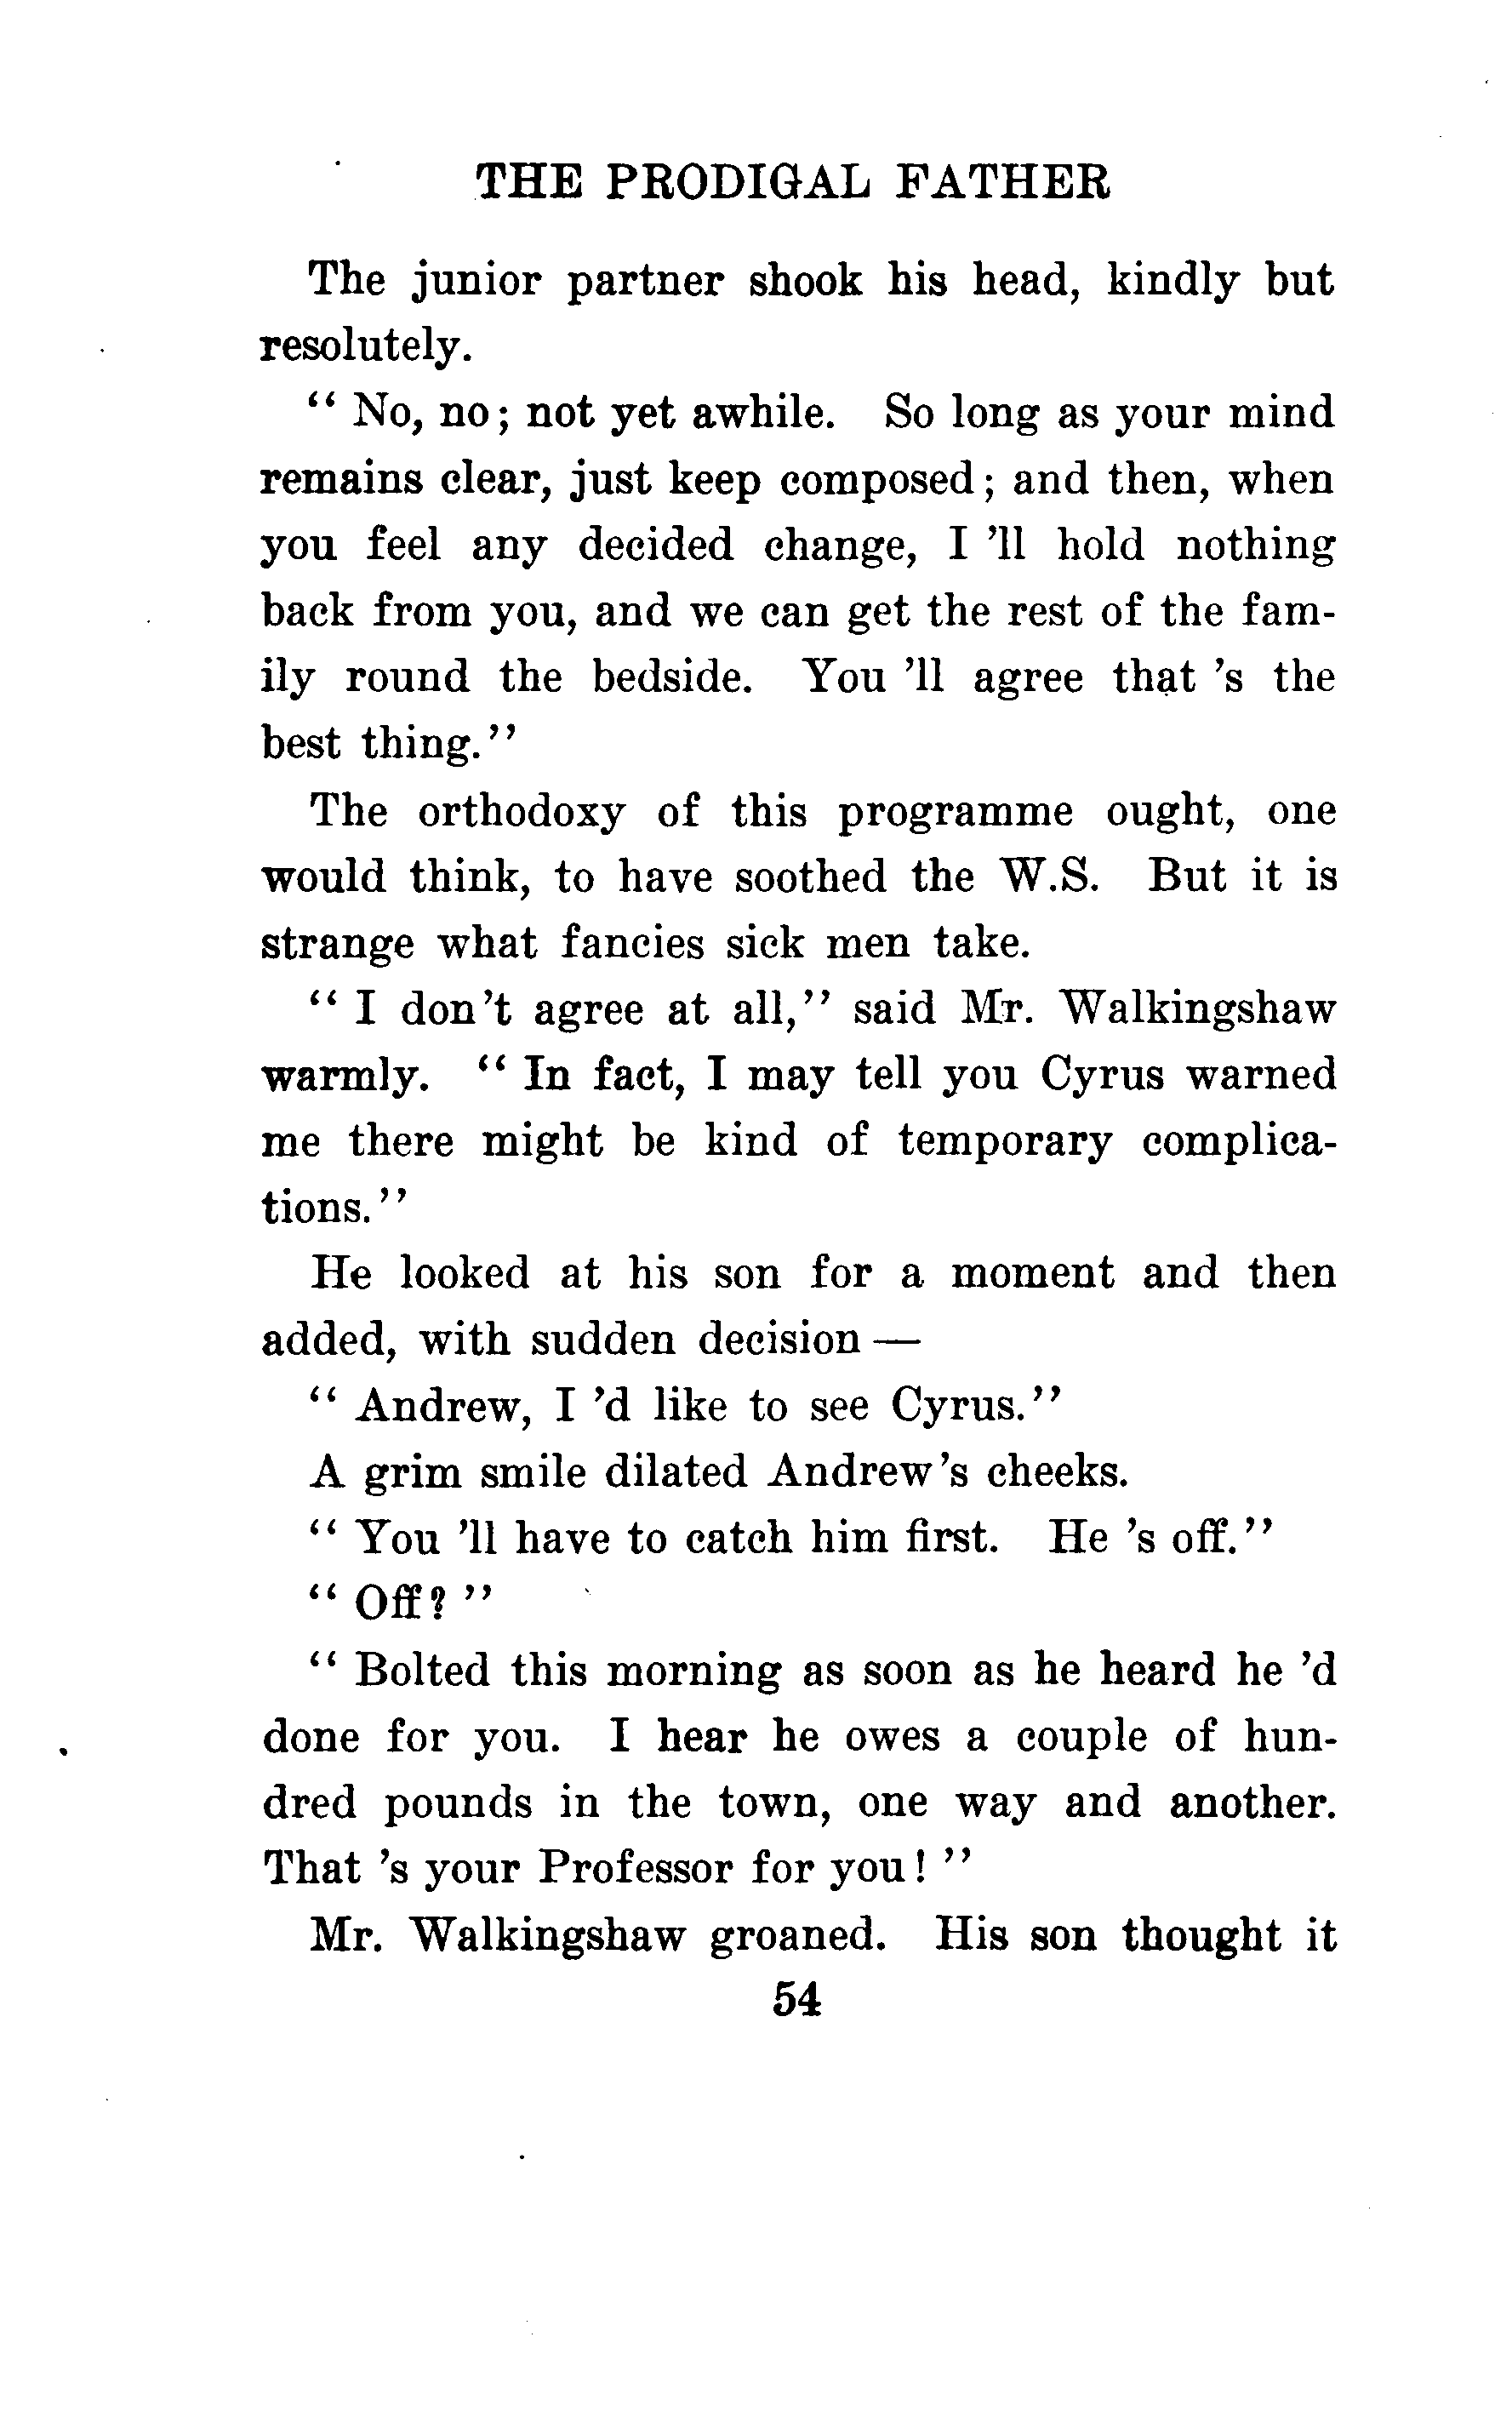 THE PRODIGAL FATHER
The junior partner shook his head, kindly but
resolutely.
“ No, no ; not yet awhile. So long as your mind
remains clear, just keep composed ; and then, when
you feel any decided change, I ’ll hold nothing
back from you, and we can get the rest of the fam-
ily round the bedside. You ’ll agree that ’s the
best thing.”
The orthodoxy of this programme ought, one
would think, to have soothed the W.S. But it is
strange what fancies sick men take.
“ I don’t agree at all,” said Mr. Walkingshaw
warmly. “ In fact, I may tell you Cyrus warned
me there might be kind of temporary complica-
tions.”
He looked at his son for a moment and then
added, with sudden decision —
“ Andrew, I ’d like to see Cyrus.”
A grim smile dilated Andrew’s cheeks.
“ You ’ll have to catch him first. He ’s off.”
“ Off? ”
“ Bolted this morning as soon as he heard he ’d
done for you. I hear he owes a couple of hun-
dred pounds in the town, one way and another.
That ’s your Professor for you! ”
Mr. Walkingshaw groaned. His son thought it
54